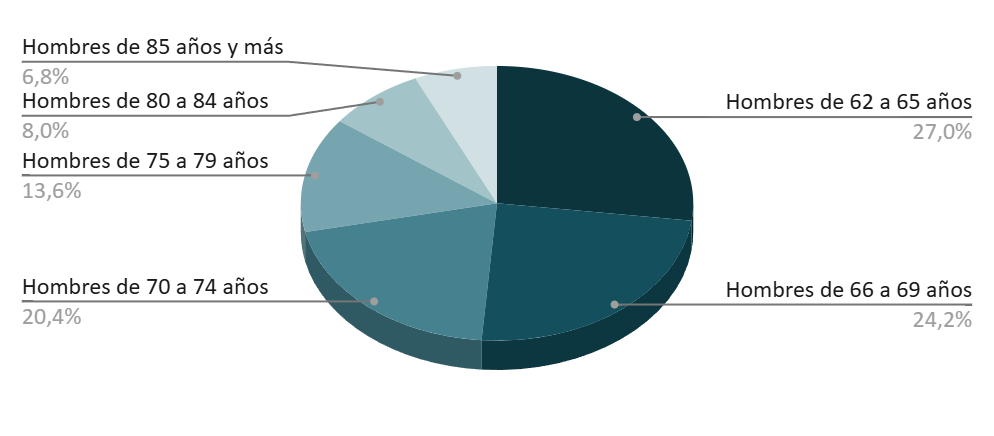 Hombres de 85 años y más
6,8%
Hombres de 80 a 84 años
8,0%
Hombres de 75 a 79 años
13,6%
Hombres de 70 a 74 años
20,4%
Hombres de 62 a 65 años
27,0%
Hombres de 66 a 69 años
24,2%